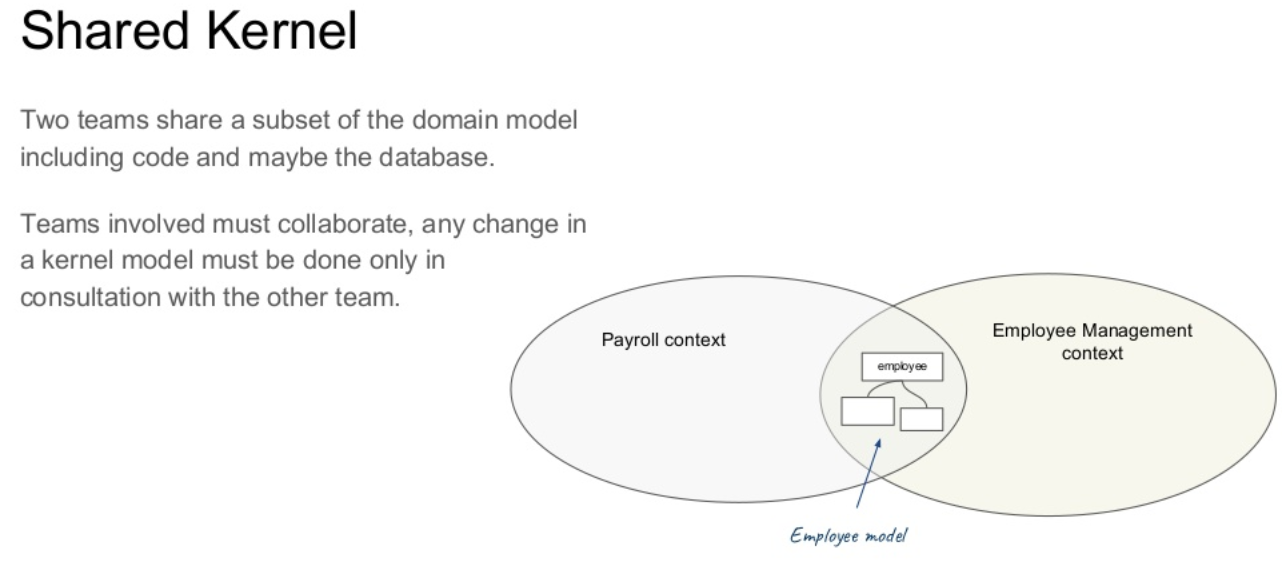 Shared Kernel
Two teams share a subset of the domain model
including code and maybe the database.
Teams involved must collaborate, any change in
a kernel model must be done only in
consultation with the other team.
Payroll context
Employee Management
context
employee
Employee model